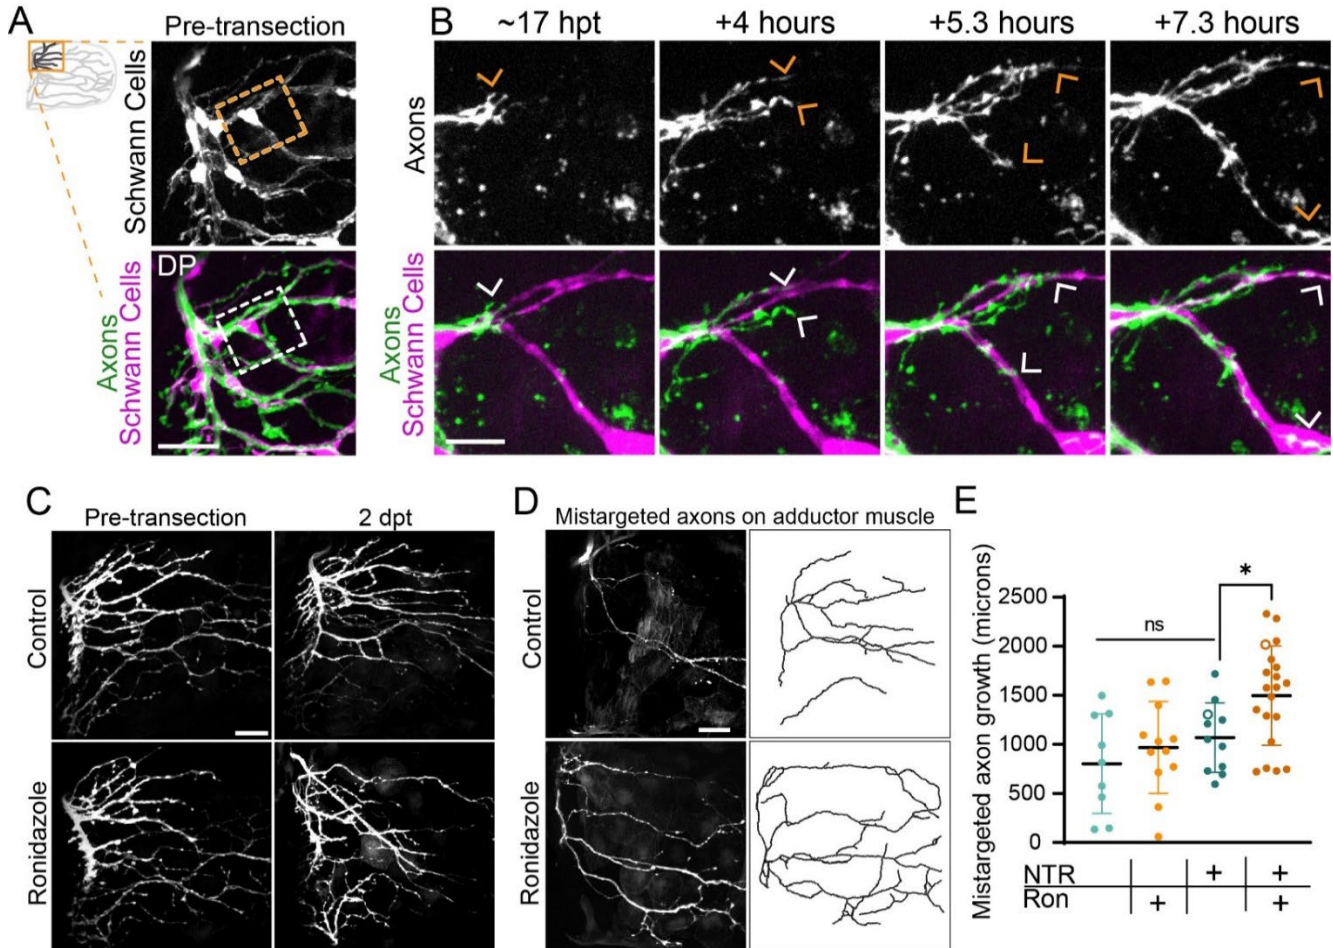 A
Pre-transection
Schwann Cells
DP
Axons
Schwann Cells
B
~17 hpt
+4 hours
+5.3 hours
+7.3 hours
Axons
Axons
Schwann Cells
C
Pre-transection
2 dpt
Control
Ronidazole
D
Mistargeted axons on adductor muscle
Control
Ronidazole
E
Mistargeted axon growth (microns)
2500
2000
1500
1000
500
0
ns
*
NTR
+
+
Ron
+
+